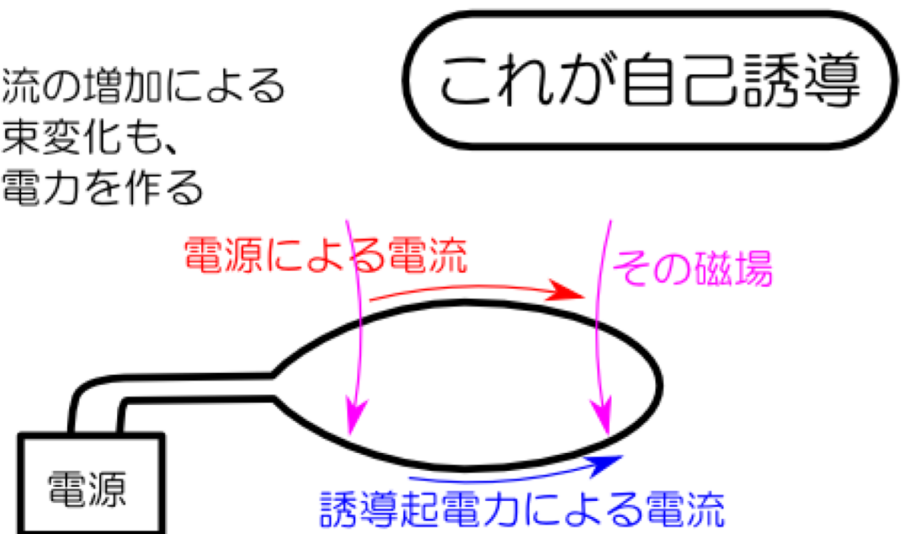 これが自己誘導
流の増加による
束変化も、
電力を作る
電源による電流
その磁場
電源
誘導起電力による電流